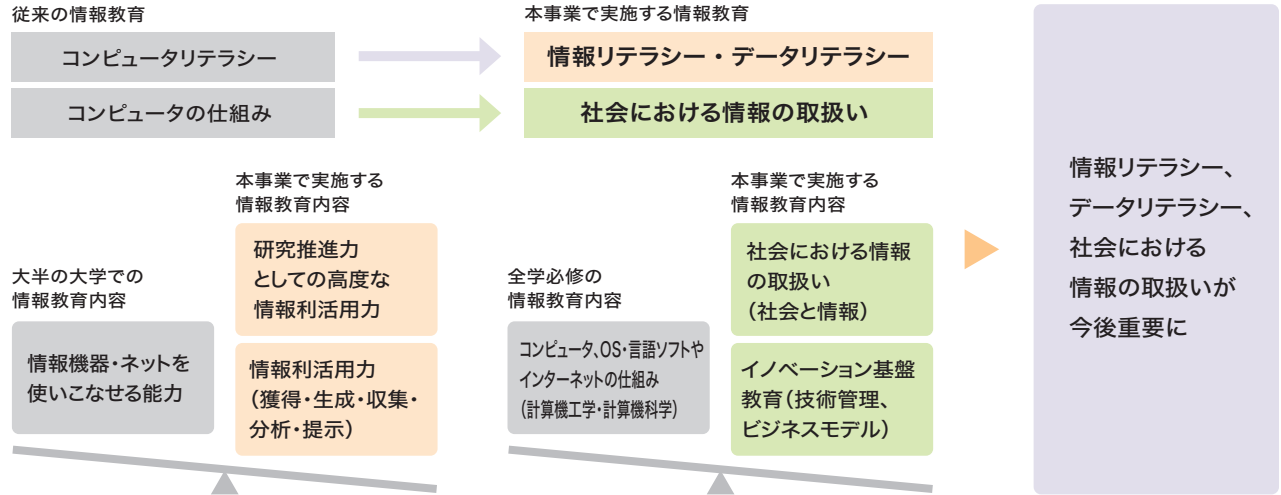 従来の情報教育
本事業で実施する情報教育
コンピュータリテラシー
情報リテラシー・データリテラシー
コンピュータの仕組み
社会における情報の取扱い
大半の大学での
情報教育内容
情報機器・ネットを
使いこなせる能力
本事業で実施する
情報教育内容
研究推進力
としての高度な
情報利活用力
情報利活用力
(獲得・生成・収集・
分析・提示)
全学必修の
情報教育内容
コンピュータ、OS・言語ソフトや
インターネットの仕組み
(計算機工学・計算機科学)
本事業で実施する
情報教育内容
社会における情報
の取扱い
(社会と情報)
イノベーション基盤
教育(技術管理、
ビジネスモデル)
情報リテラシー、
データリテラシー、
社会における
情報の取扱いが
今後重要に